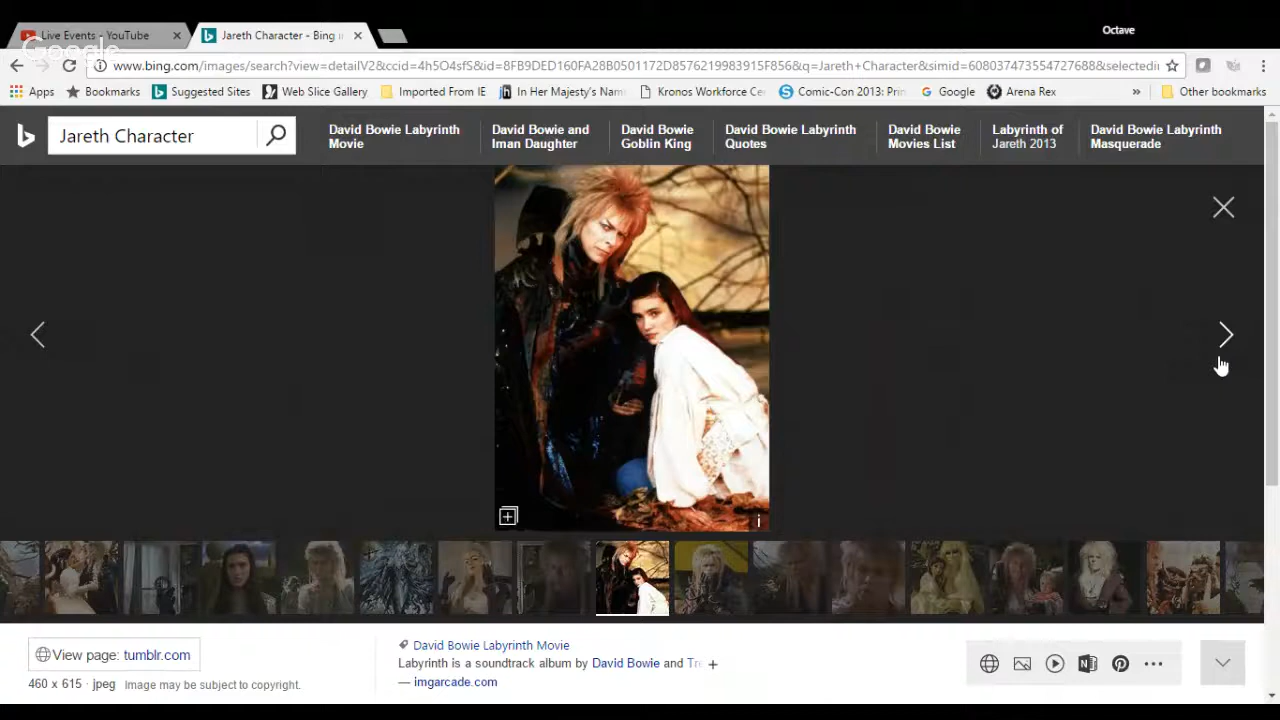 Octave
Live Events - YouTube
Jareth Character - Bing i
Google
www.bing.com/images/search?view=detailV2&ccid=4h5O4sfS&id=8FB9DED160FA28B0501172D8576219983915F856&q=Jareth+Character&simid=608037473554727688&selectedi
Apps
Bookmarks
Suggested Sites
Web Slice Gallery
Imported From IE
In Her Majesty's Nam
Kronos Workforce Ce
Comic-Con 2013: Prin
Google
Arena Rex
»
Other bookmarks
Jareth Character
David Bowie Labyrinth
Movie
David Bowie and
Iman Daughter
David Bowie
Goblin King
David Bowie Labyrinth
Quotes
David Bowie
Movies List
Labyrinth of
Jareth 2013
David Bowie Labyrinth
Masquerade
View page: tumblr.com
460 x 615 · jpeg Image may be subject to copyright.
David Bowie Labyrinth Movie
Labyrinth is a soundtrack album by David Bowie and Tre
— imgarcade.com